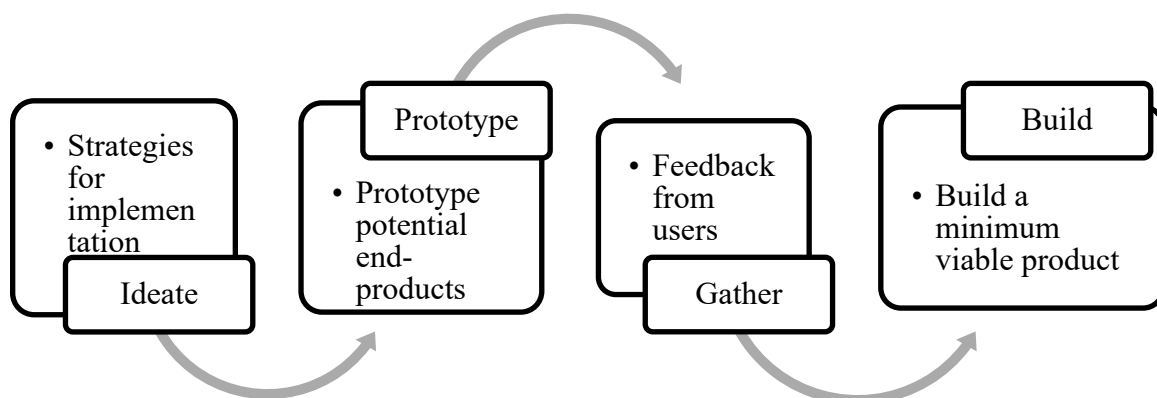 • Strategies
for
implemen
tation
Ideate
Prototype
• Prototype
potential
end-
products
• Feedback
from
users
Gather
Build
• Build a
minimum
viable product